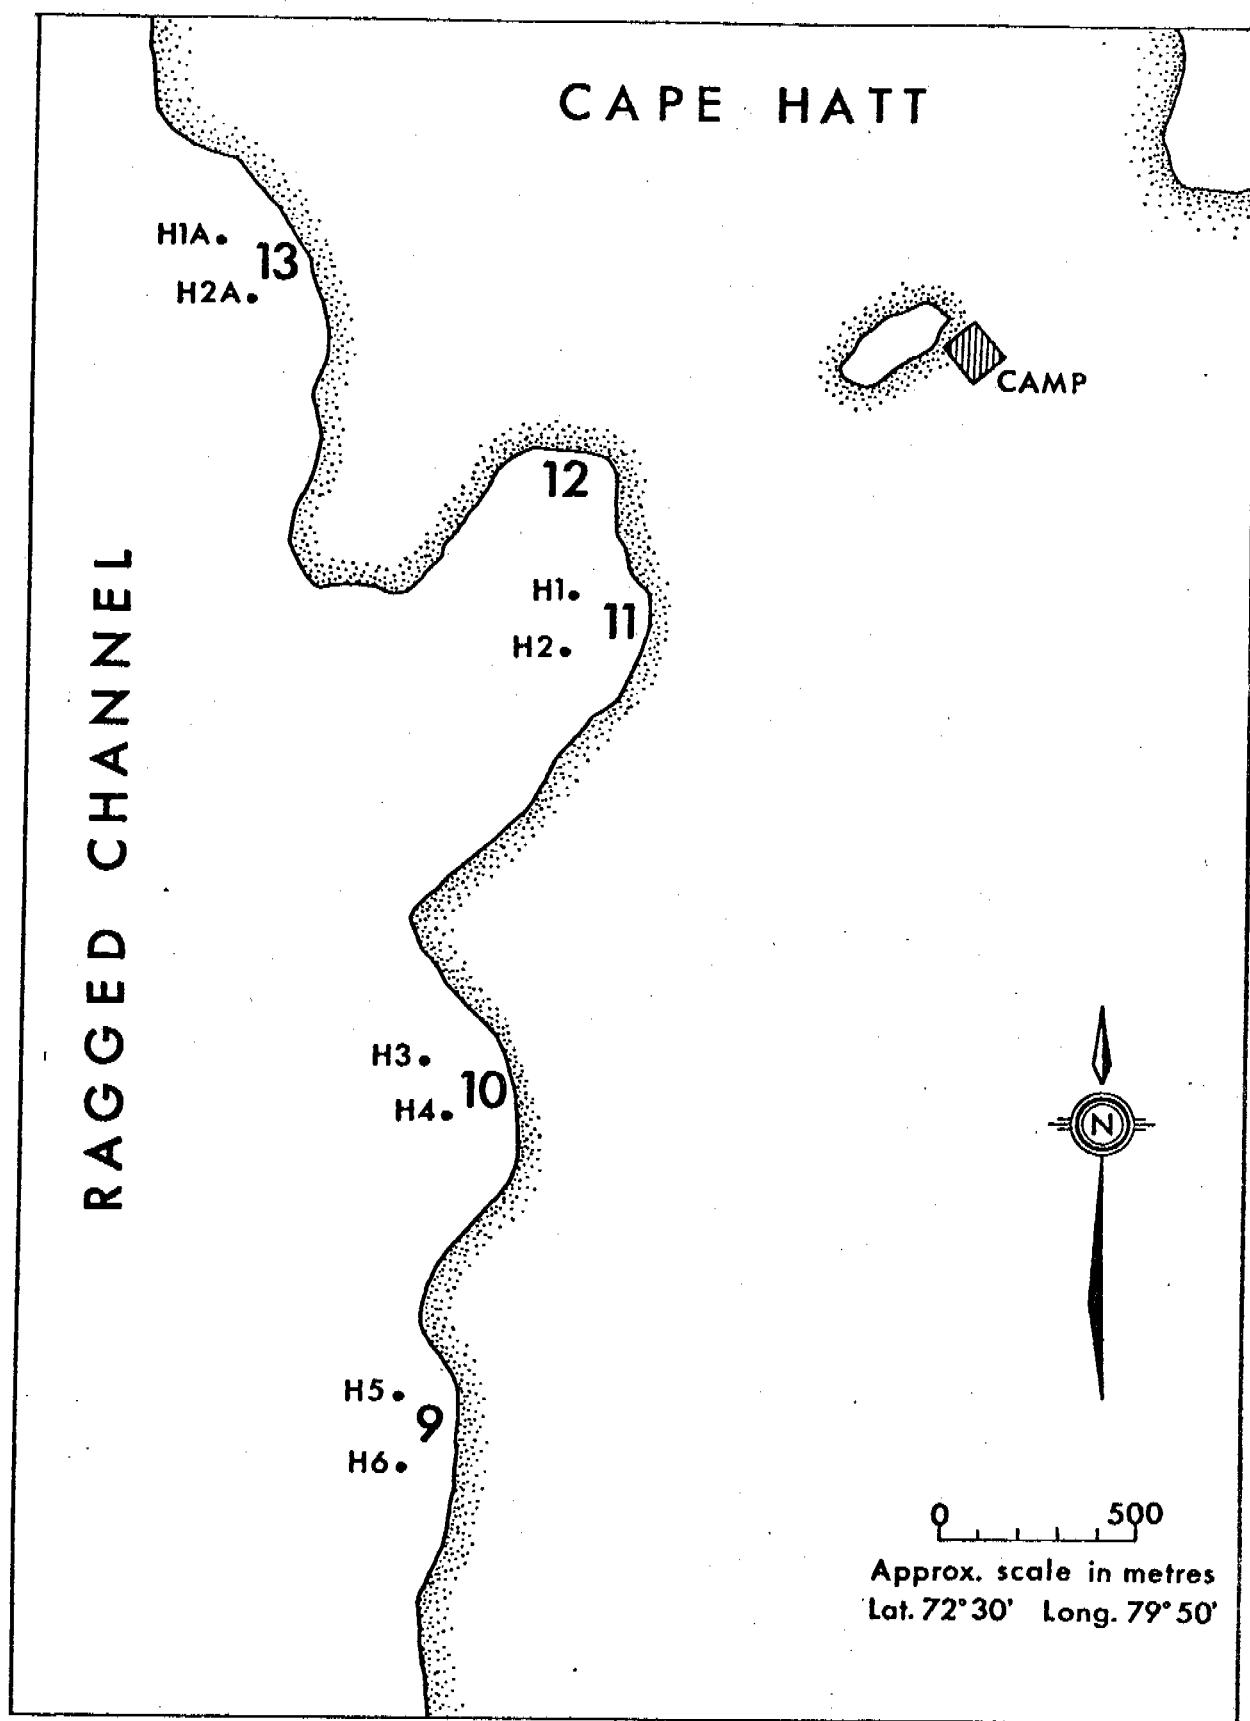 CAPE HATT
H1A
13
H2A
CAMP
12
H1
11
H2
RAGGED CHANNEL
H3
10
H4
N
H5
9
H6
0 500
Approx. scale in metres
Lat. 72°30' Long. 79°50'